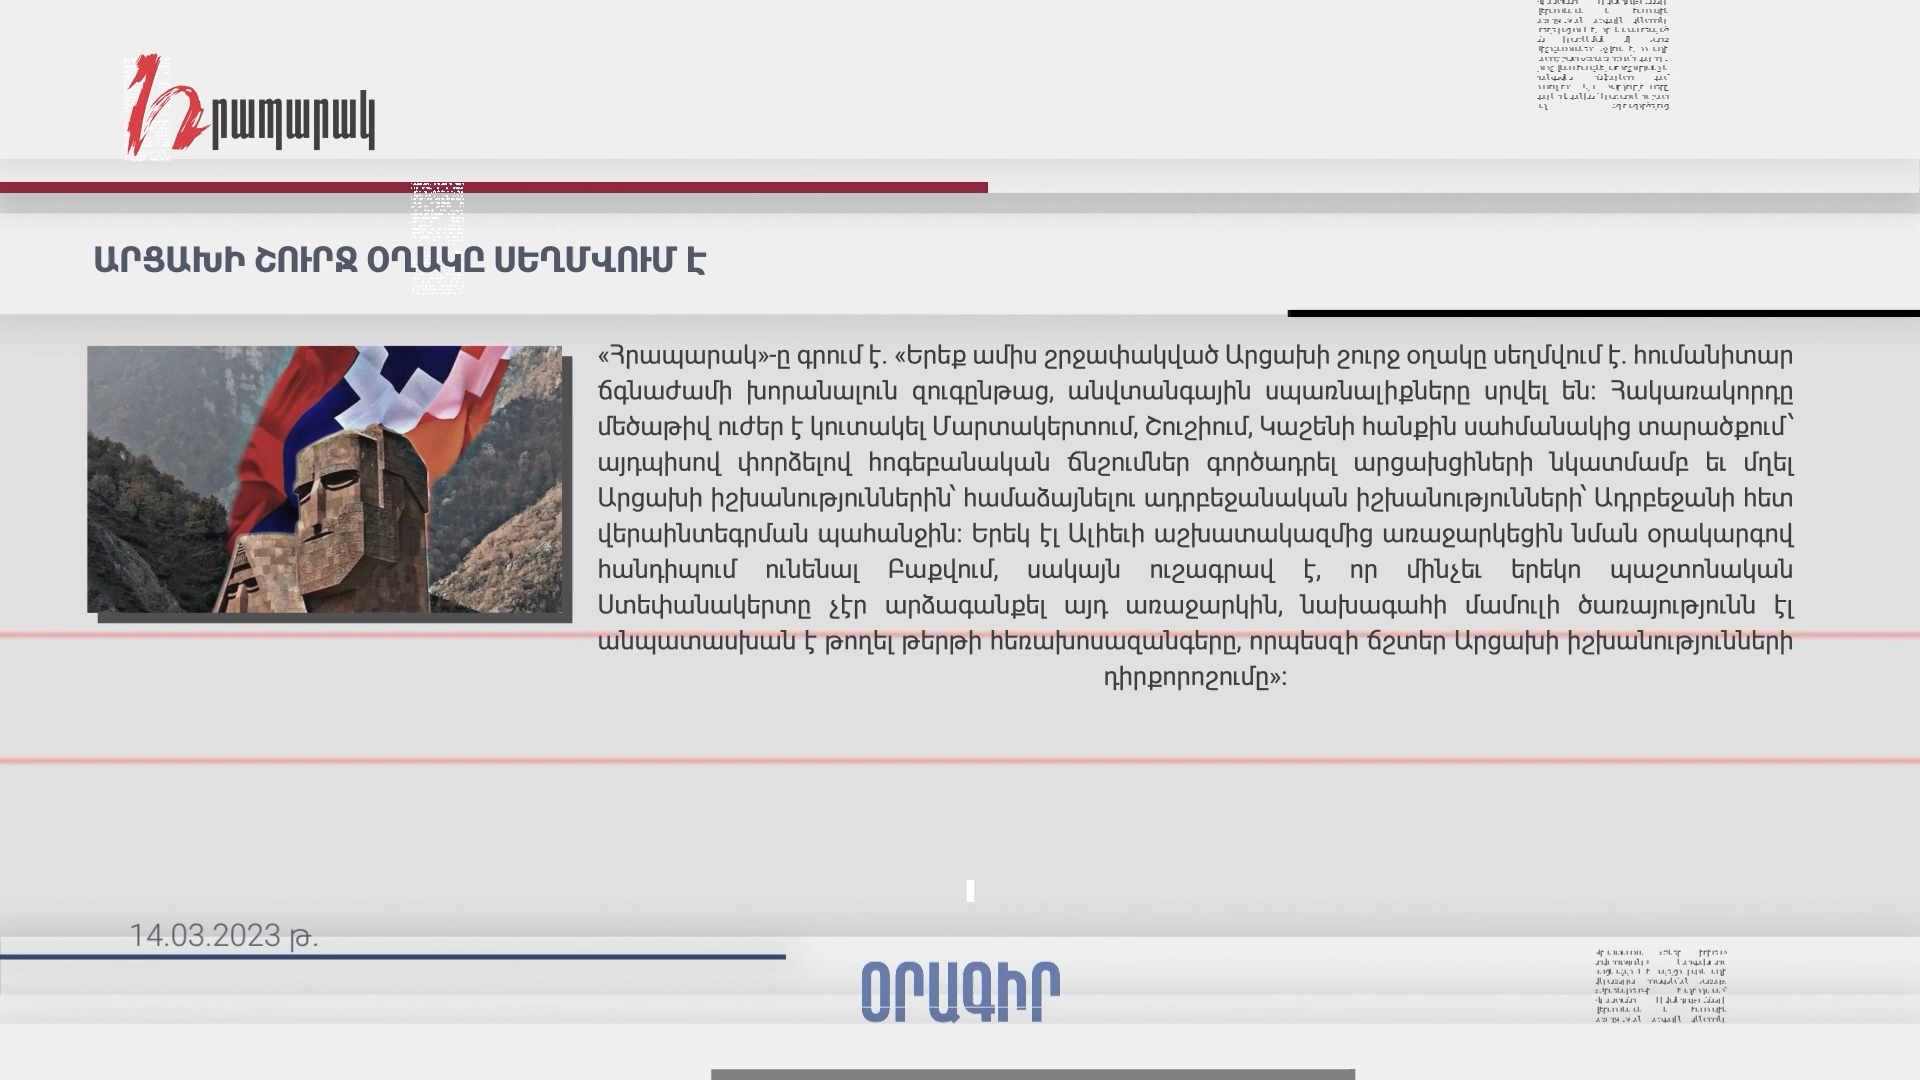 Հրապարակ
ԱՐՑԱԽԻ ՇՈՒՐՋ ՕՂԱԿԸ ՍԵՂՄՎՈՒՄ Է
«Հրապարակ»-ը գրում է. «Երեք ամիս շրջափակված Արցախի շուրջ օղակը սեղմվում է. հումանիտար
ճգնաժամի խորանալուն զուգընթաց, անվտանգային սպառնալիքները սրվել են: Հակառակորդը
մեծաթիվ ուժեր է կուտակել Մարտակերտում, Շուշիում, Կաշենի հանքին սահմանակից տարածքում՝
այդպիսով փորձելով հոգեբանական ճնշումներ գործադրել արցախցիների նկատմամբ եւ մղել
Արցախի իշխանություններին՝ համաձայնելու ադրբեջանական իշխանությունների՝ Ադրբեջանի հետ
վերաինտեգրման պահանջին: Երեկ էլ Ալիեւի աշխատակազմից առաջարկեցին նման օրակարգով
հանդիպում ունենալ Բաքվում, սակայն ուշագրավ է, որ մինչեւ երեկո պաշտոնական
Ստեփանակերտը չէր արձագանքել այդ առաջարկին, նախագահի մամուլի ծառայությունն էլ
անպատասխան է թողել թերթի հեռախոսազանգերը, որպեսզի ճշտեր Արցախի իշխանությունների
դիրքորոշումը»:
14.03.2023 թ.
ՕՐԱԳԻՐ